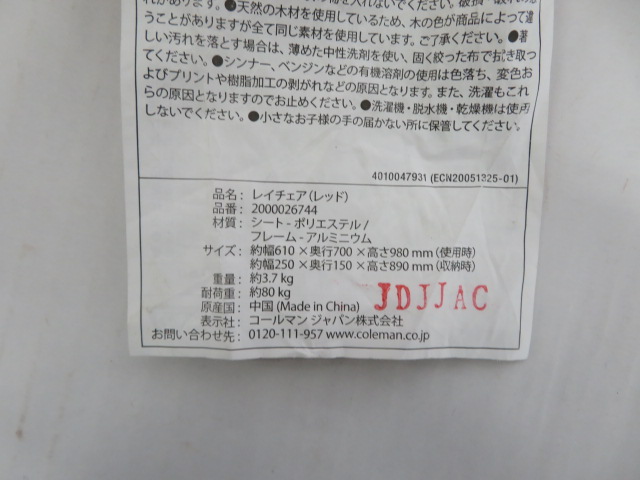 れがあります。●天然の木材を使用しているため、木の色が商品によって違
うことがありますが全て同じ素材を使用しています。ご了承ください。●著
しい汚れを落とす場合は、薄めた中性洗剤を使い、固く絞った布で拭き取っ
てください。●シンナー、ベンジンなどの有機溶剤の使用は色落ち、変色お
よびプリントや樹脂加工の剥がれなどの原因となります。また、洗濯もこれ
らの原因となりますのでお止めください。●洗濯機・脱水機・乾燥機は使用
しないでください。●小さなお子様の手の届かない所に保管してください。
4010047931 (ECN20051325-01)
品名： レイチェア（レッド）
品番： 2000026744
材質： シート - ポリエステル /
フレーム - アルミニウム
サイズ： 約幅610 × 奥行700 × 高さ980 mm（使用時）
約幅250 × 奥行150 × 高さ890 mm（収納時）
重量： 約3.7 kg
耐荷重： 約80 kg
原産国： 中国 (Made in China)
JDJJAC
表示社： コールマン ジャパン株式会社
お問い合わせ先： 0120-111-957 www.coleman.co.jp